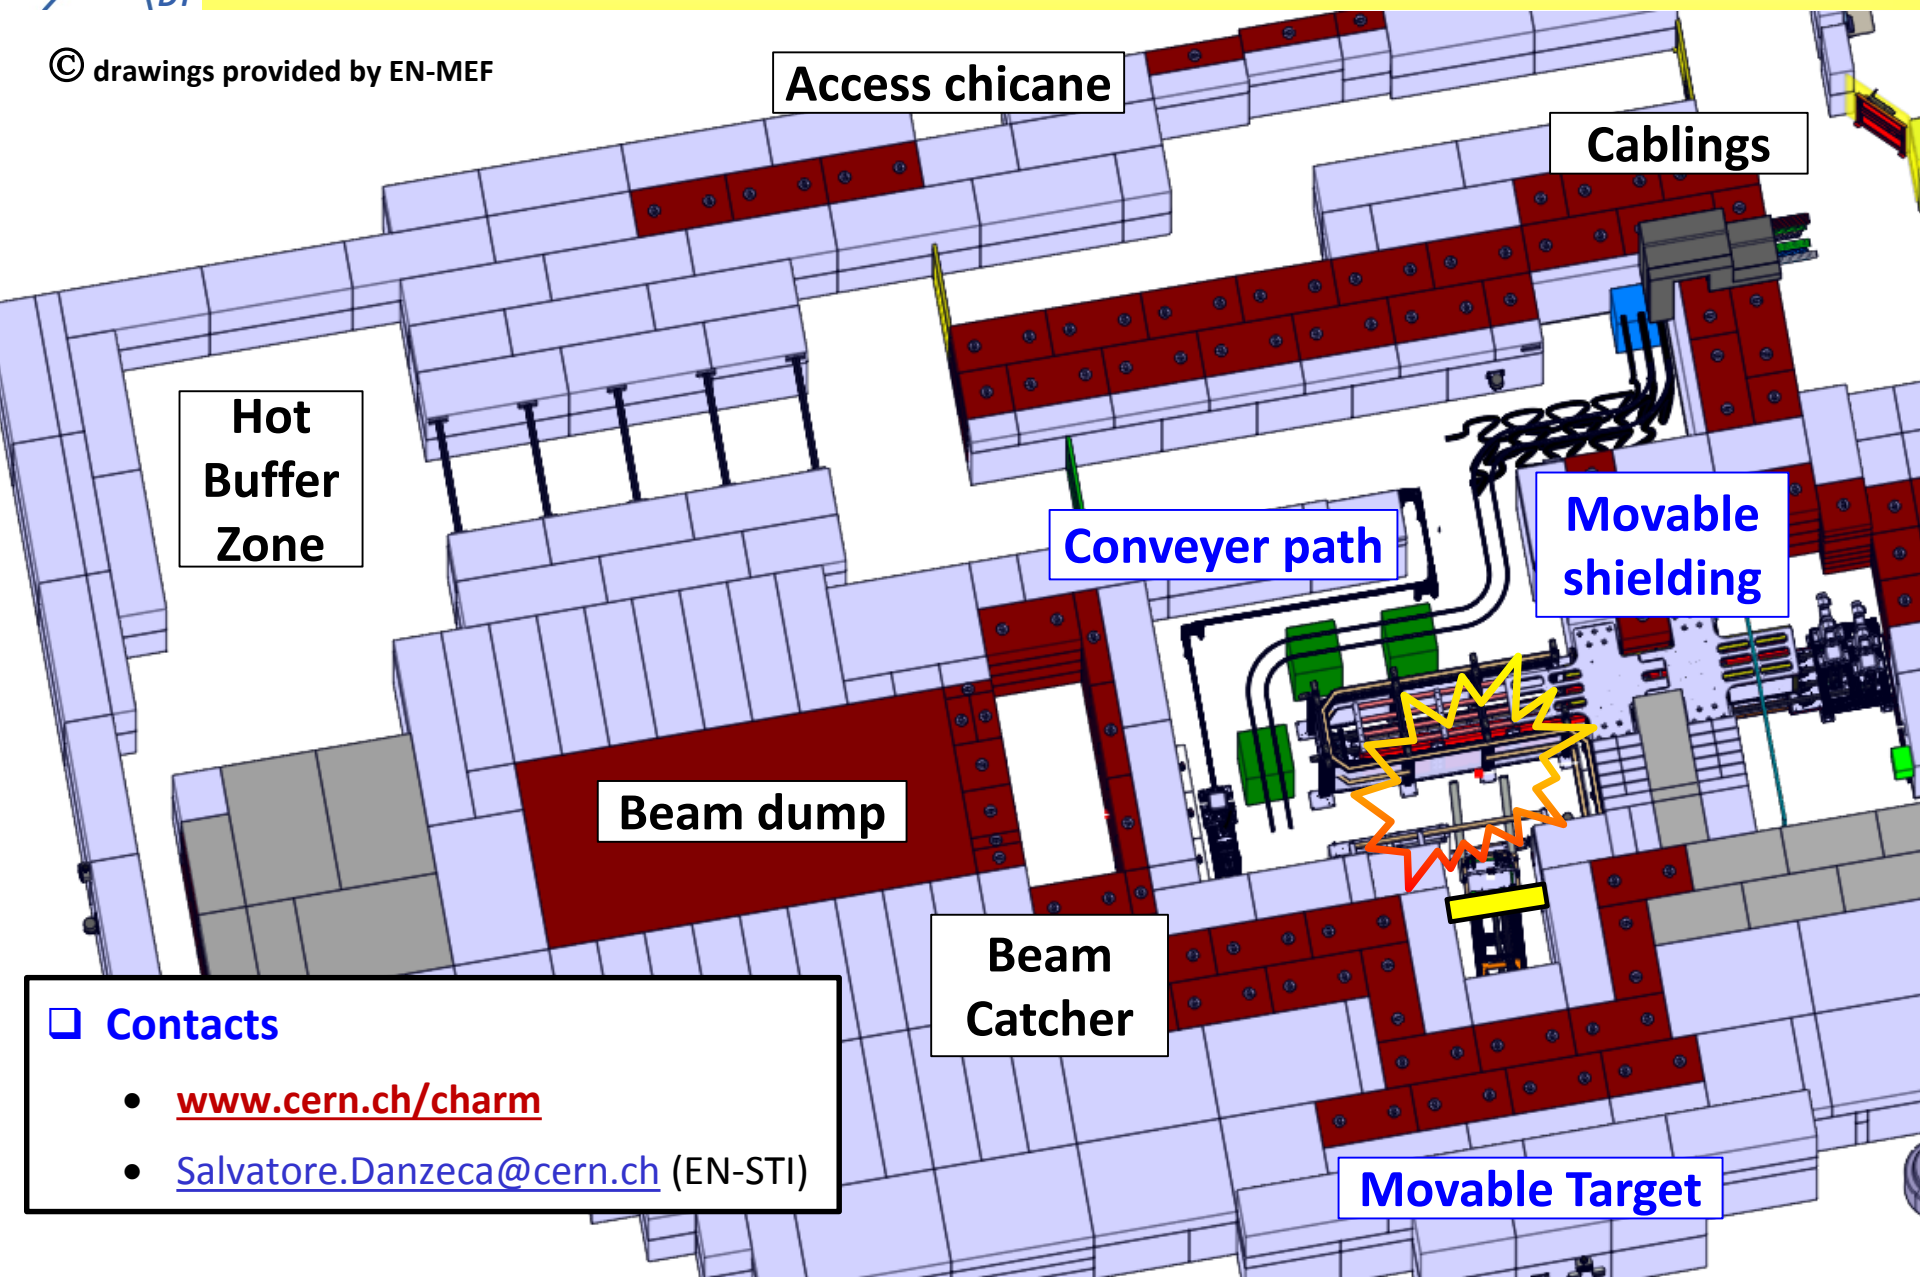 © drawings provided by EN-MEF
Access chicane
Cablings
Hot
Buffer
Zone
Conveyer path
Movable
shielding
Beam dump
Beam
Catcher
❑ Contacts
• www.cern.ch/charm
• Salvatore.Danzeca@cern.ch (EN-STI)
Movable Target